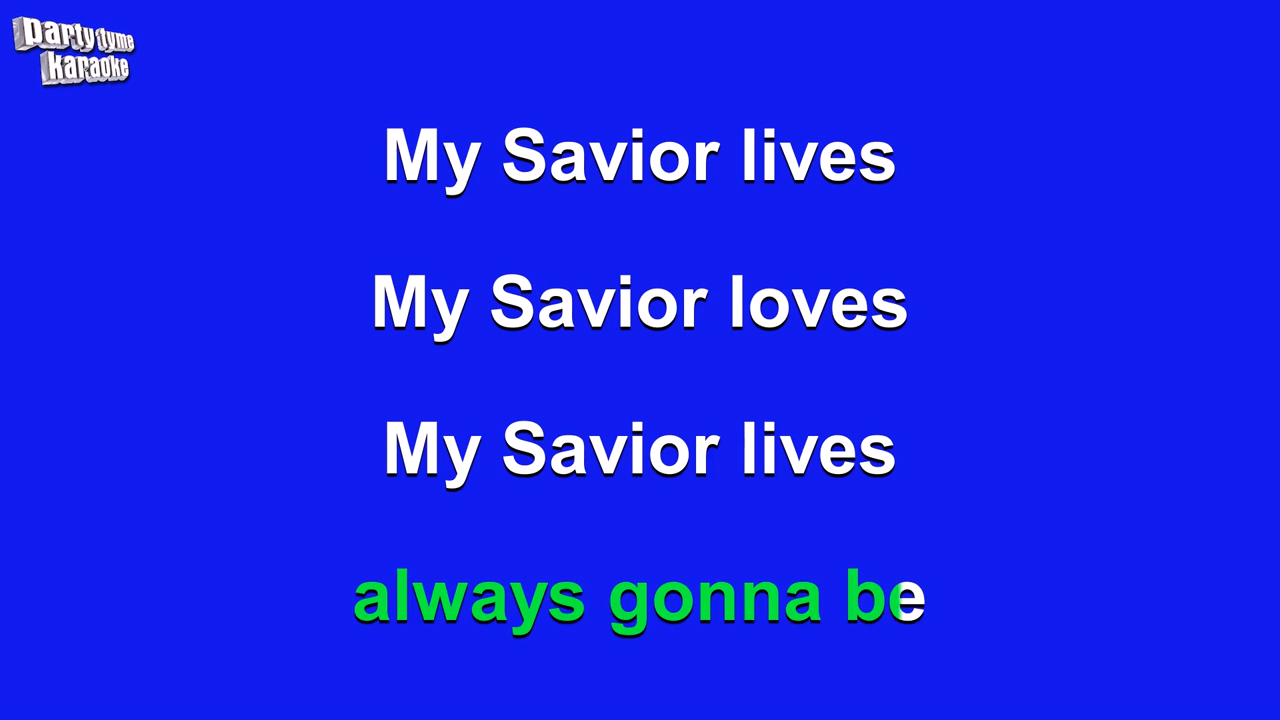 party tyme
karaoke
My Savior lives
My Savior loves
My Savior lives
always gonna be